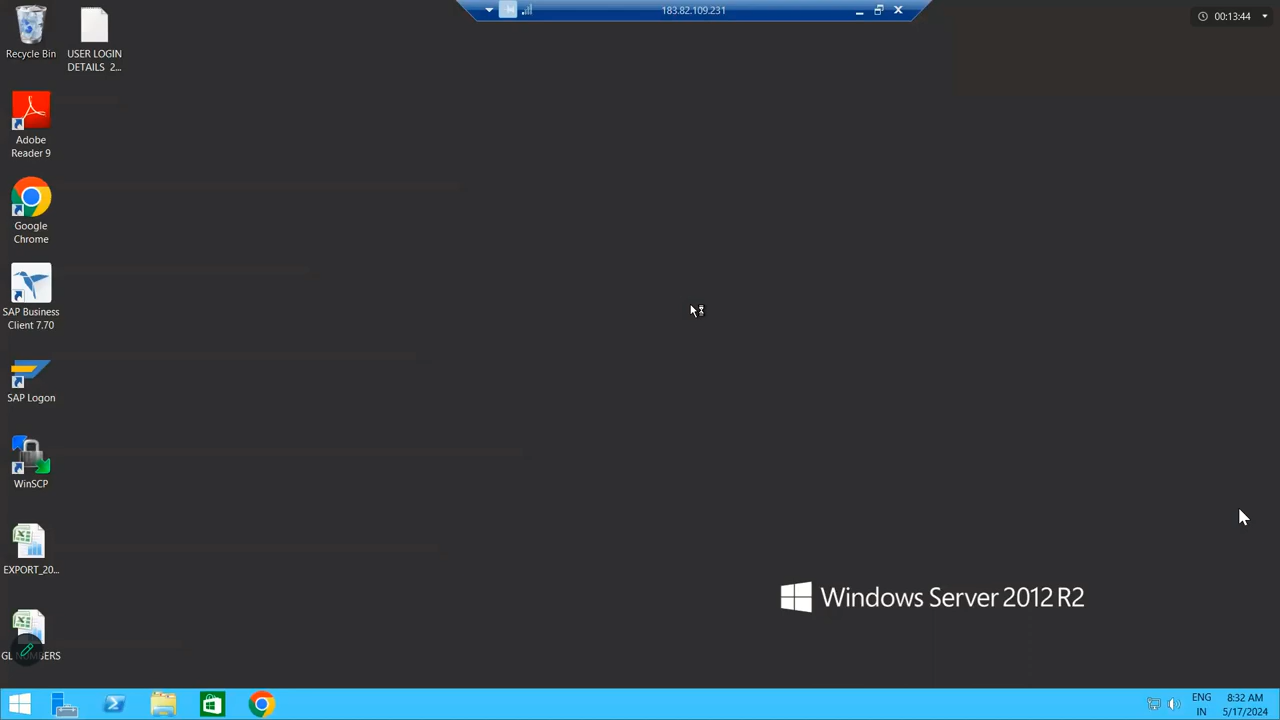 183.82.109.231
00:13:44
Recycle Bin
USER LOGIN
DETAILS 2...
Adobe
Reader 9
Google
Chrome
SAP Business
Client 7.70
SAP Logon
WinSCP
EXPORT_20...
GL NUMBERS
Windows Server 2012 R2
ENG
IN
8:32 AM
5/17/2024